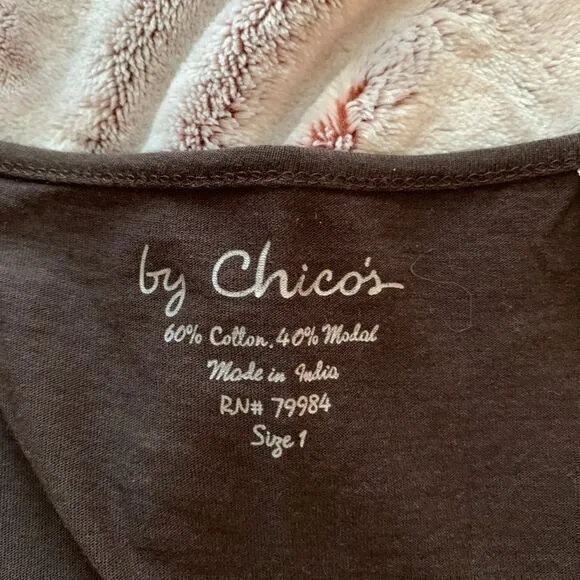 by Chico's
60% Cotton, 40% Modal
Made in India
RN# 79984
Size 1